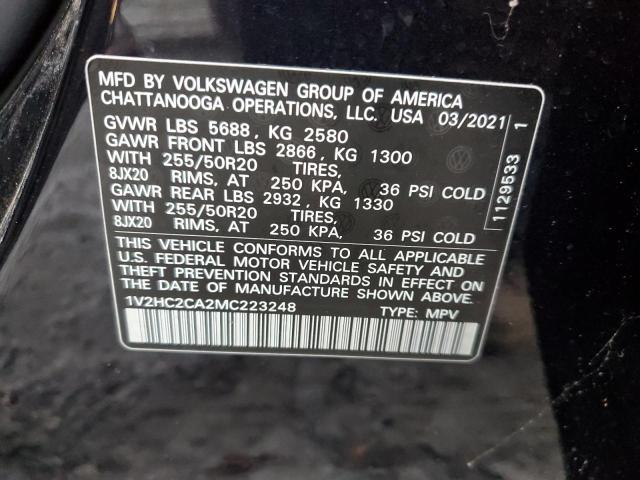 MFD BY VOLKSWAGEN GROUP OF AMERICA
CHATTANOOGA OPERATIONS, LLC. USA 03/2021
GVWR LBS 5688, KG 2580
GAWR FRONT LBS 2866, KG 1300
WITH 255/50R20 TIRES,
8JX20 RIMS, AT 250 KPA, 36 PSI COLD
GAWR REAR LBS 2932, KG 1330
WITH 255/50R20 TIRES,
8JX20 RIMS, AT 250 KPA, 36 PSI COLD
THIS VEHICLE CONFORMS TO ALL APPLICABLE
U.S. FEDERAL MOTOR VEHICLE SAFETY AND
THEFT PREVENTION STANDARDS IN EFFECT ON
THE DATE OF MANUFACTURE SHOWN ABOVE.
1V2HC2CA2MC223248 TYPE: MPV
1129533 1